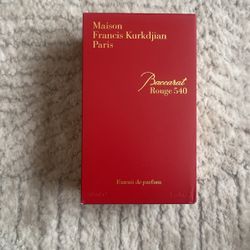 Maison
Francis Kurkdjian
Paris
Baccarat
Rouge 540
Extrait de parfum